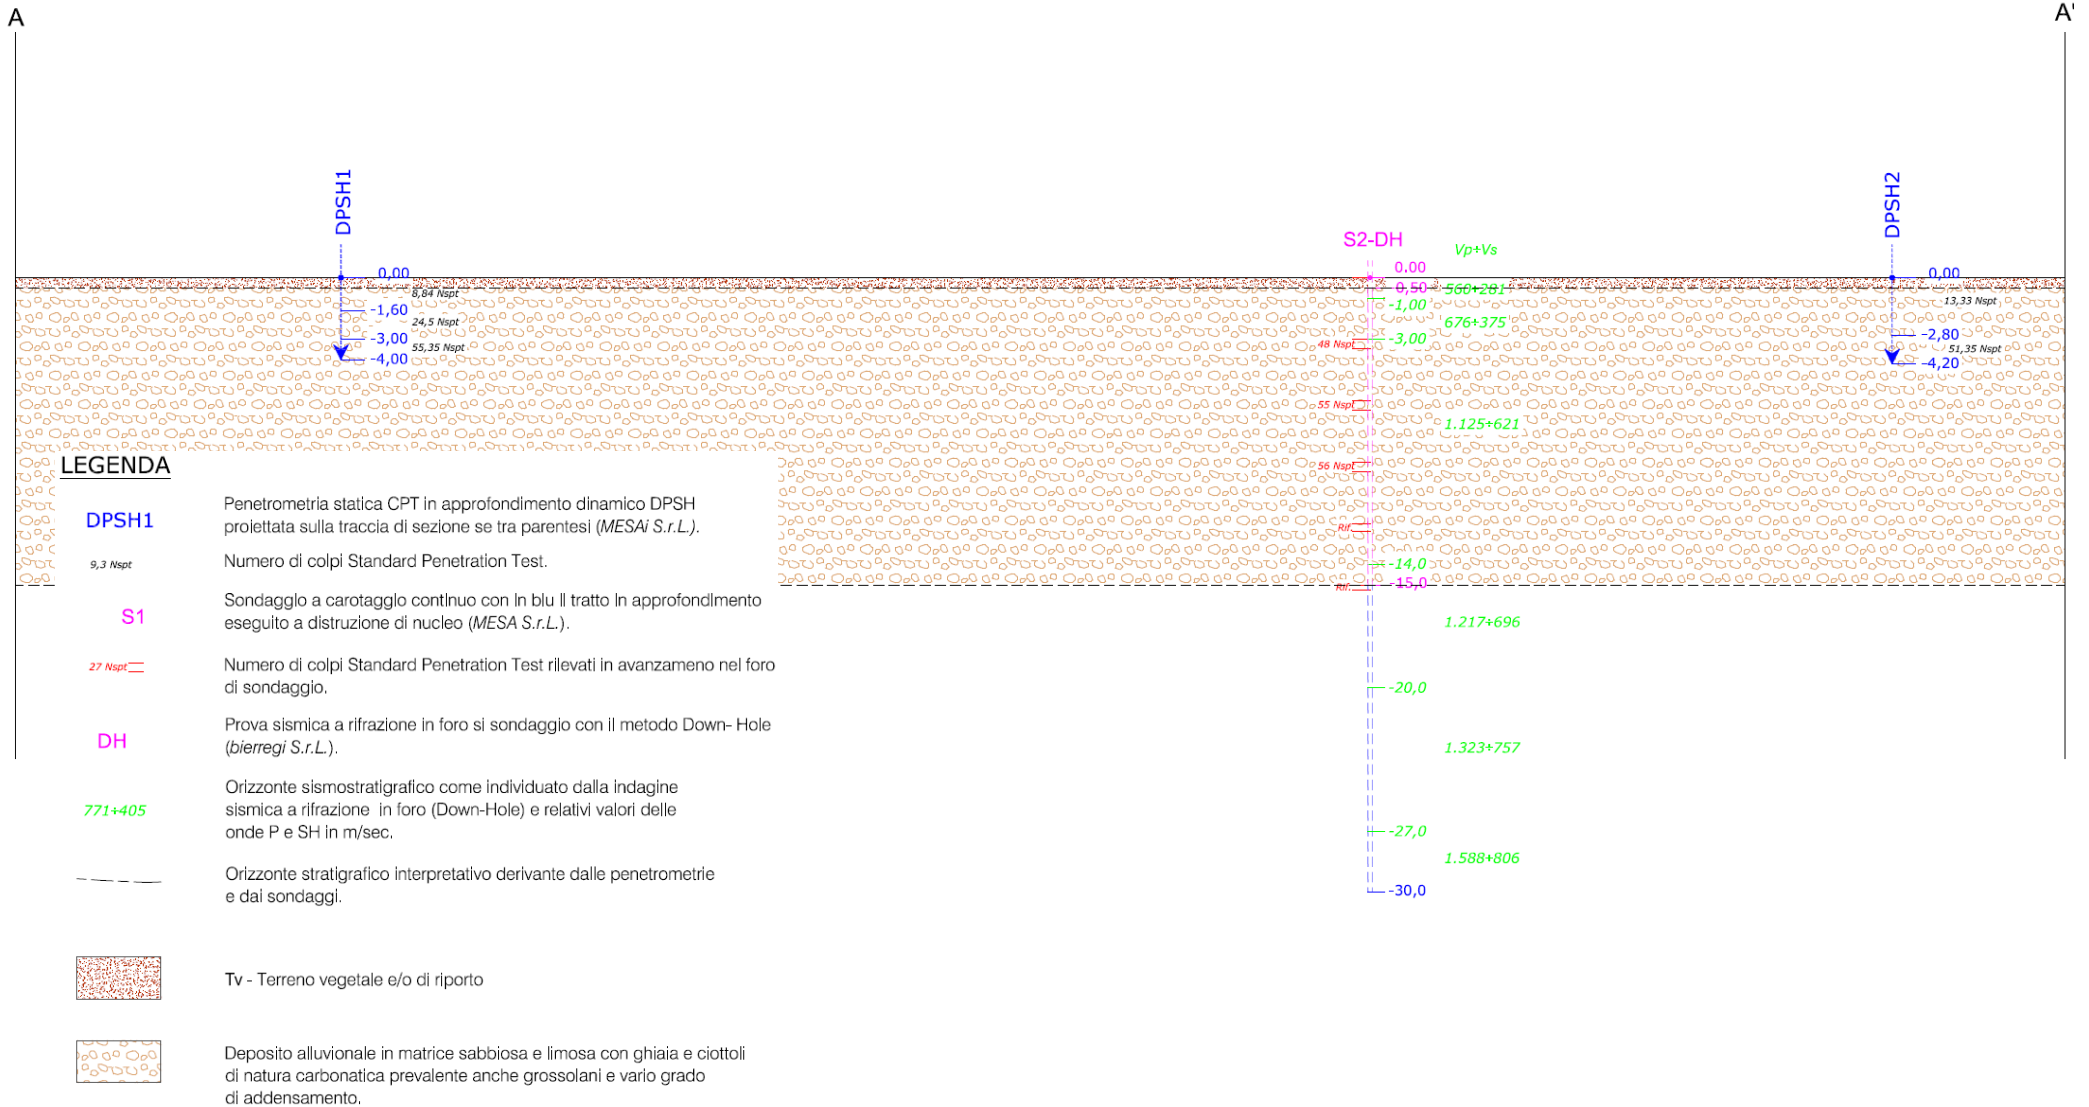 A
A'
DPSH1
DPSH2
S2-DH
Vp÷Vs
0,00
8,84 Nspt
-1,60
24,5 Nspt
-3,00
55,35 Nspt
-4,00
0.00
0,50
560÷281
-1,00
676÷375
-3,00
48 Nspt
55 Nspt
1.125÷621
56 Nspt
Rif.
-14,0
-15,0
Rif.
1.217÷696
-20,0
1.323÷757
-27,0
1.588÷806
-30,0
0,00
13,33 Nspt
-2,80
51,35 Nspt
-4,20
LEGENDA
DPSH1
Penetrometria statica CPT in approfondimento dinamico DPSH
proiettata sulla traccia di sezione se tra parentesi (MESAi S.r.L.).
9,3 Nspt
Numero di colpi Standard Penetration Test.
S1
Sondaggio a carotaggio continuo con in blu il tratto in approfondimento
eseguito a distruzione di nucleo (MESA S.r.L.).
27 Nspt
Numero di colpi Standard Penetration Test rilevati in avanzameno nel foro
di sondaggio.
DH
Prova sismica a rifrazione in foro si sondaggio con il metodo Down- Hole
(bierregi S.r.L.).
771÷405
Orizzonte sismostratigrafico come individuato dalla indagine
sismica a rifrazione in foro (Down-Hole) e relativi valori delle
onde P e SH in m/sec.
Orizzonte stratigrafico interpretativo derivante dalle penetrometrie
e dai sondaggi.
Tv - Terreno vegetale e/o di riporto
Deposito alluvionale in matrice sabbiosa e limosa con ghiaia e ciottoli
di natura carbonatica prevalente anche grossolani e vario grado
di addensamento.